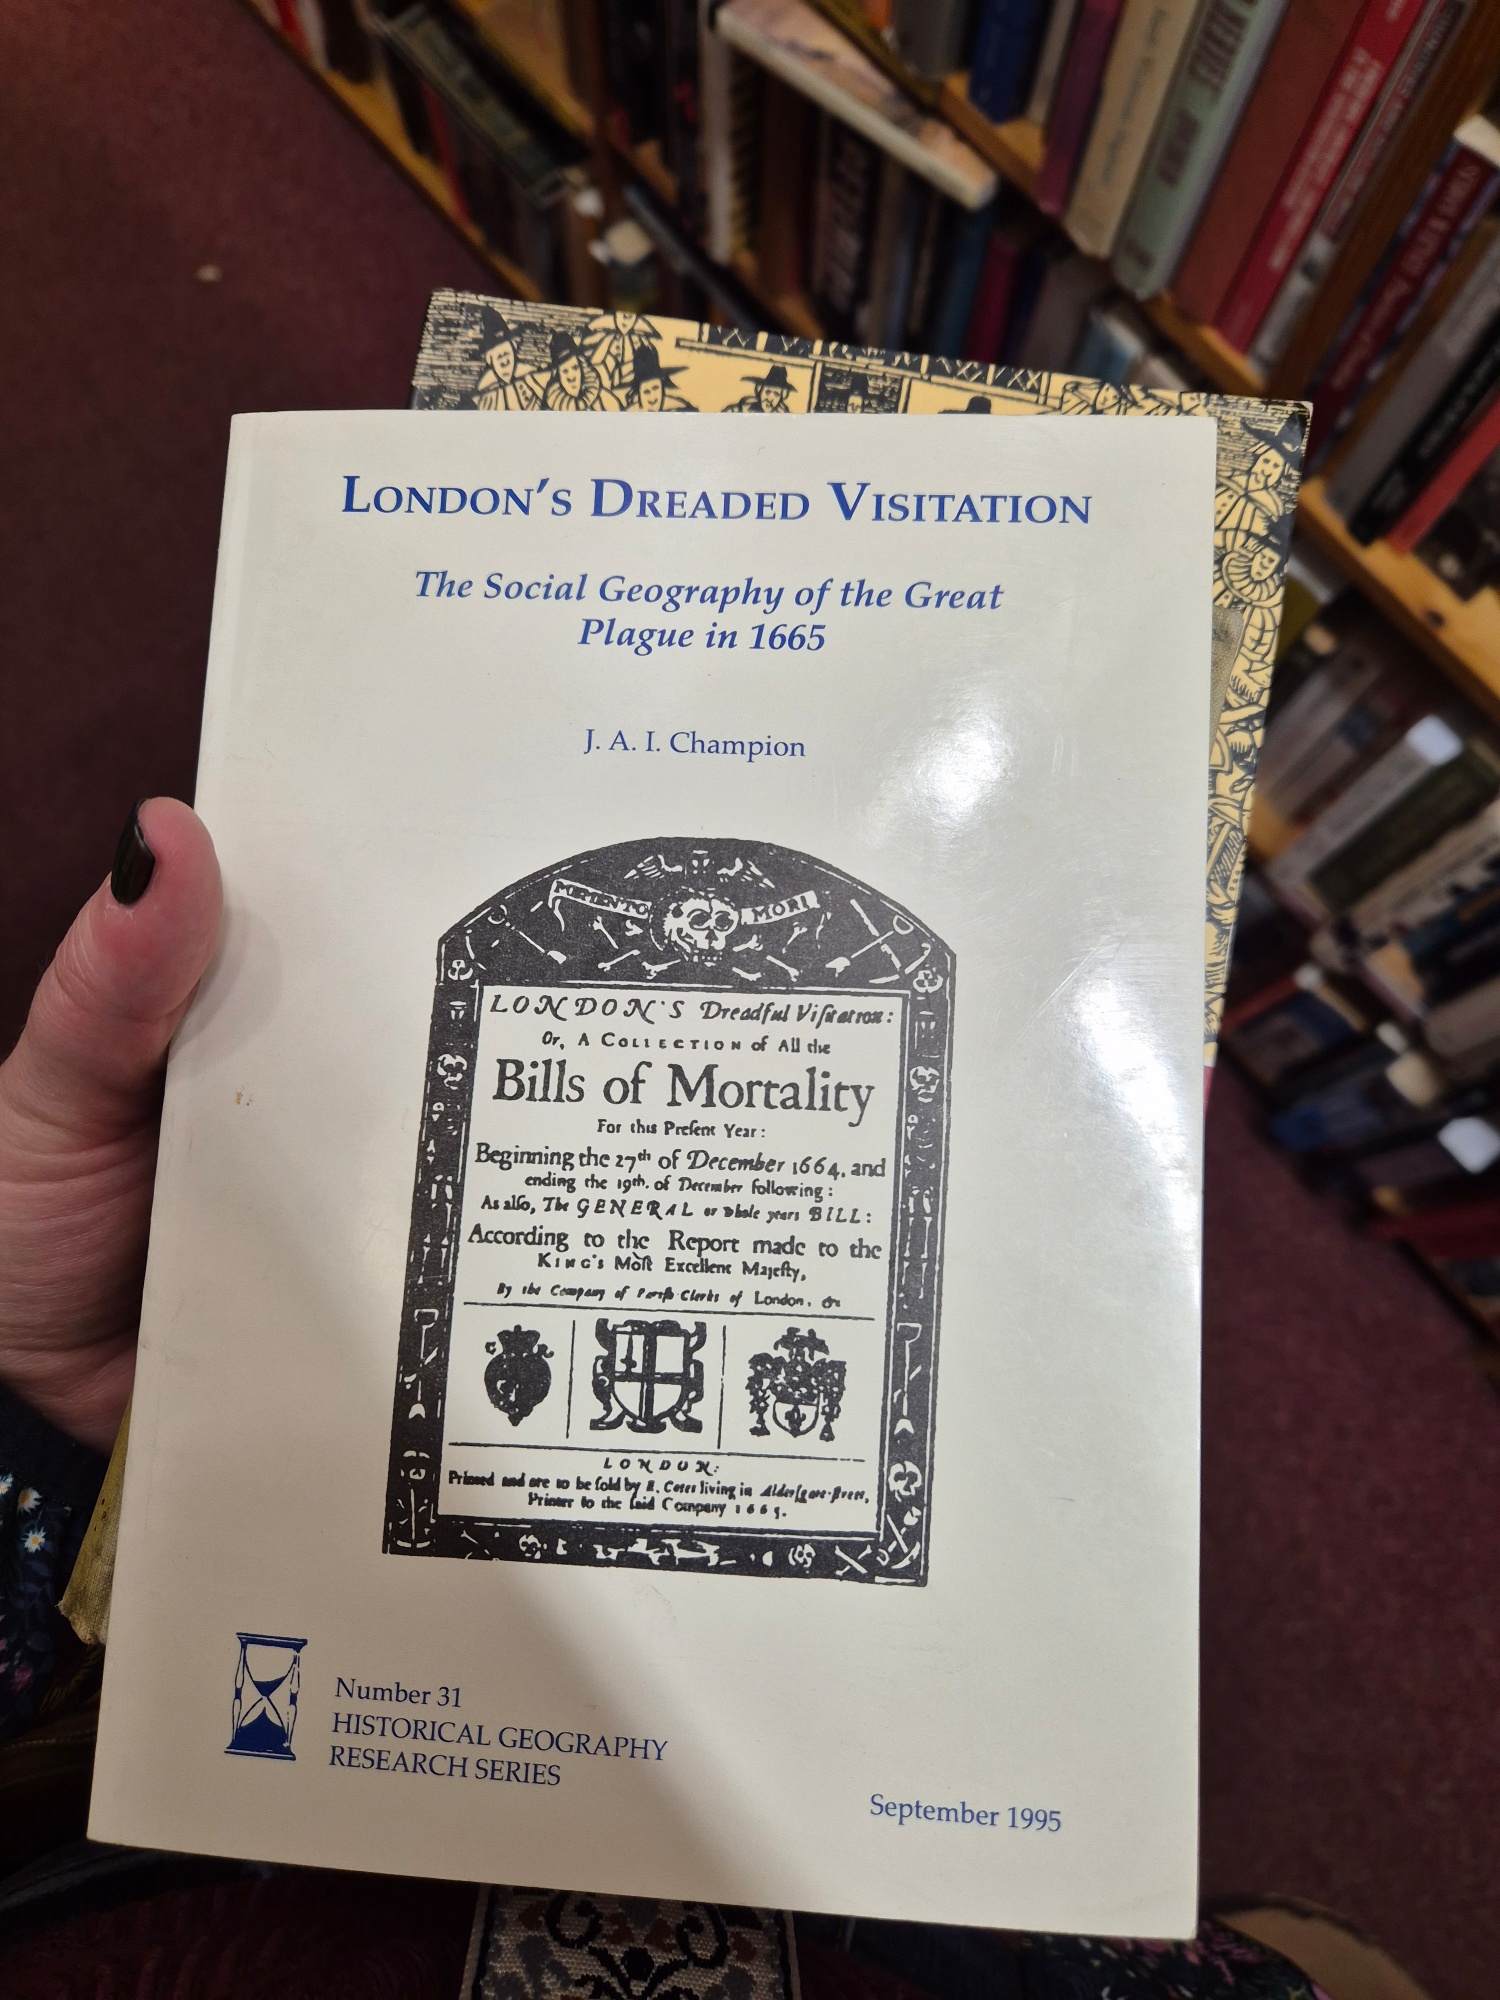 LONDON'S DREADED VISITATION
The Social Geography of the Great
Plague in 1665
J. A. I. Champion
MEMENTO MORI
LONDON'S Dreadful Viſitation:
Or, A COLLECTION of All the
Bills of Mortality
For this Preſent Year:
Beginning the 27th of December 1664. and
ending the 19th. of December following:
As alſo, The GENERAL or whole years BILL:
According to the Report made to the
KING'S Moſt Excellent Majeſty,
By the Company of Pariſh-Clerks of London, &c
LONDON:
Printed and are to be ſold by E. Cotes living in Alderſgate-ſtreet,
Printer to the ſaid Company 1665.
Number 31
HISTORICAL GEOGRAPHY
RESEARCH SERIES
September 1995